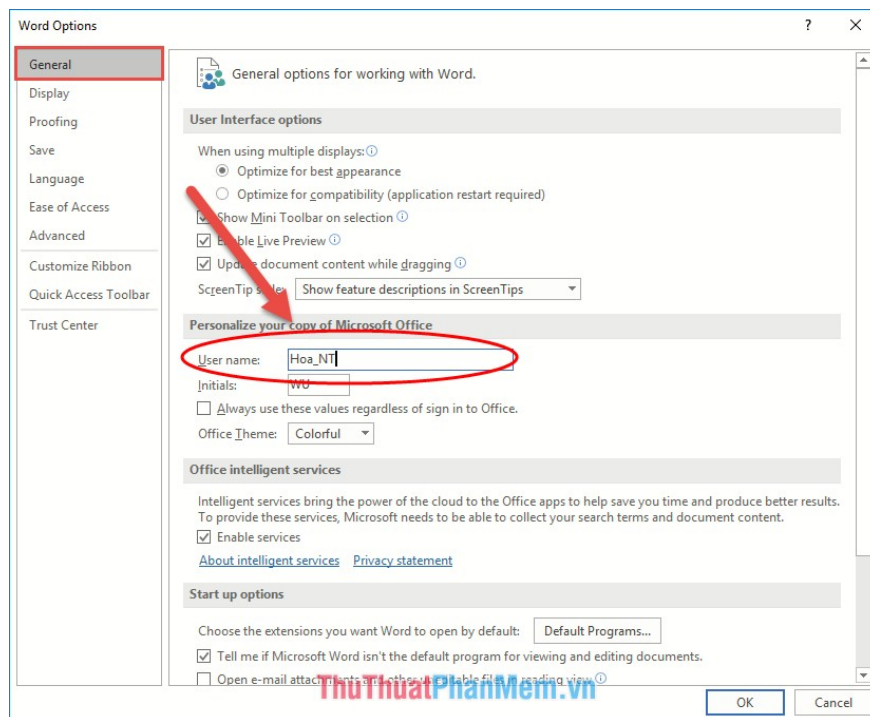 Word Options
General
Display
Proofing
Save
Language
Ease of Access
Advanced
Customize Ribbon
Quick Access Toolbar
Trust Center
General options for working with Word.
User Interface options
When using multiple displays:
Optimize for best appearance
Optimize for compatibility (application restart required)
Show Mini Toolbar on selection
Enable Live Preview
Update document content while dragging
ScreenTip style: Show feature descriptions in ScreenTips
Personalize your copy of Microsoft Office
User name: Hoa_NT
Initials: WU
Always use these values regardless of sign in to Office.
Office Theme: Colorful
Office intelligent services
Intelligent services bring the power of the cloud to the Office apps to help save you time and produce better results.
To provide these services, Microsoft needs to be able to collect your search terms and document content.
Enable services
About intelligent services Privacy statement
Start up options
Choose the extensions you want Word to open by default: Default Programs...
Tell me if Microsoft Word isn't the default program for viewing and editing documents.
Open e-mail attachments and other uneditable files in reading view
ThuThuatPhanMem.vn
OK Cancel